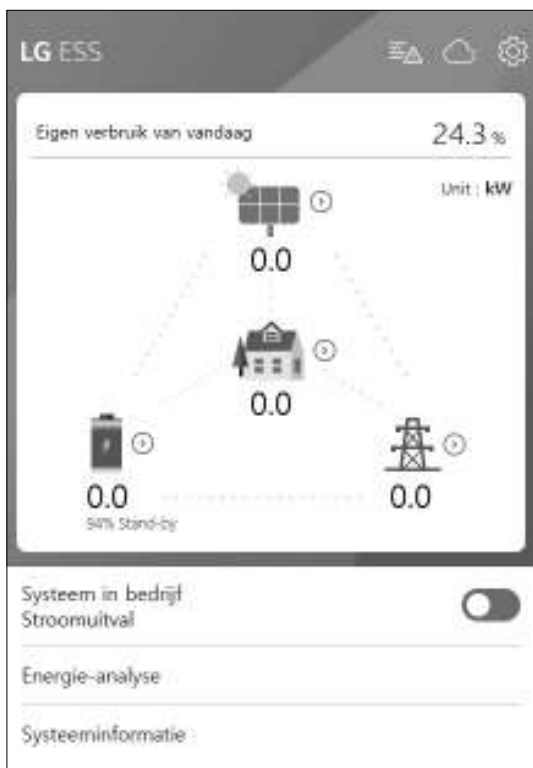 LG ESS
Eigen verbruik van vandaag
24.3 %
Unit : kW
0.0
0.0
0.0
0.0
94% Stand-by
Systeem in bedrijf
Stroomuitval
Energie-analyse
Systeeminformatie